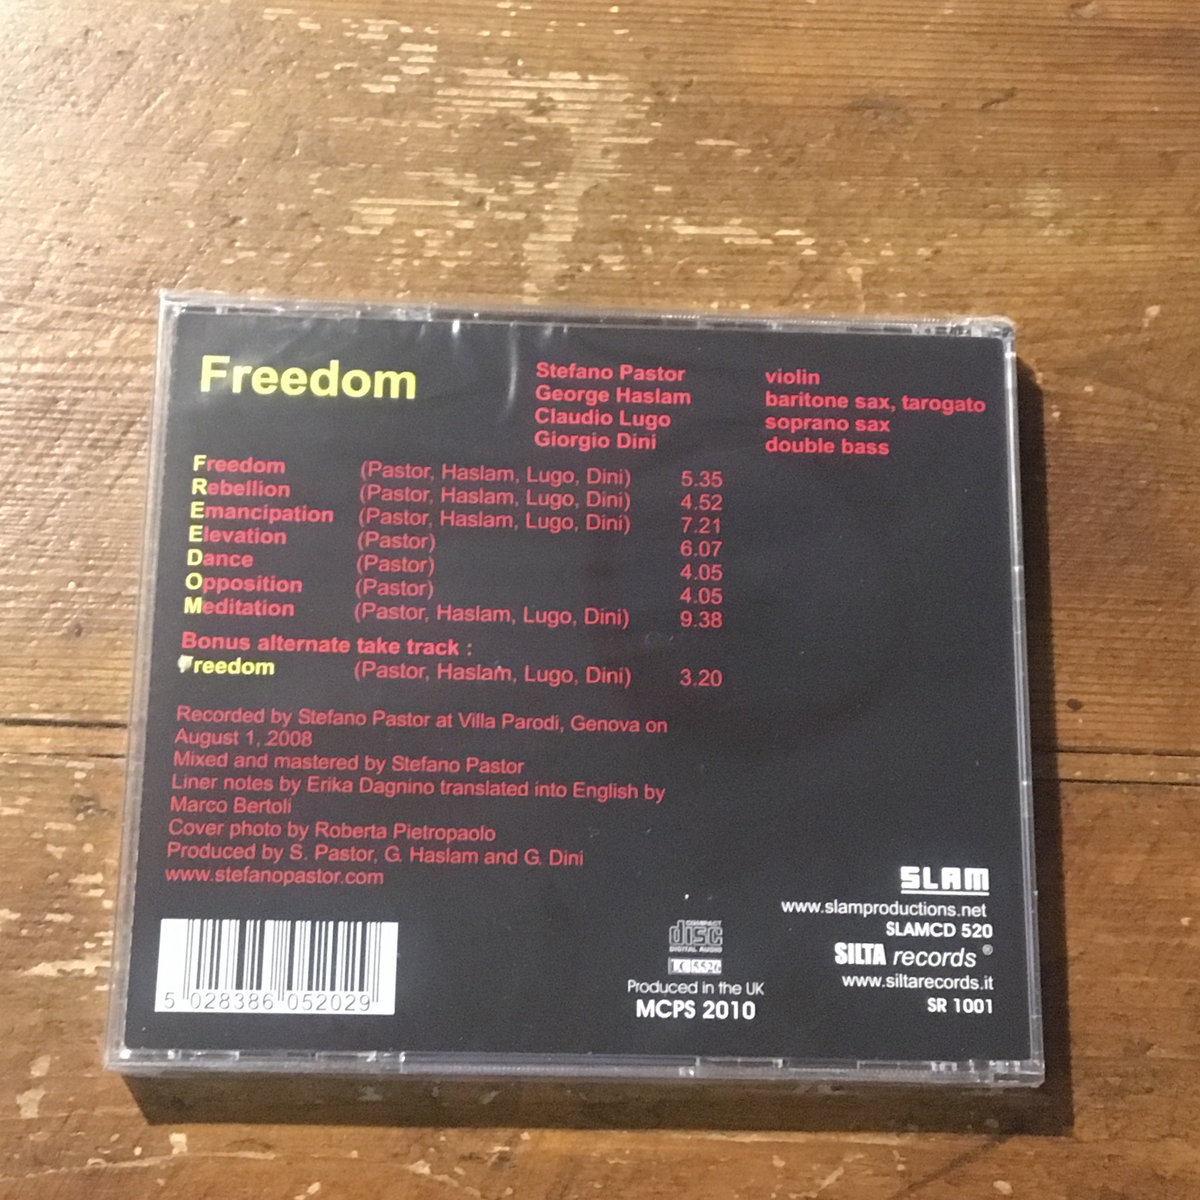 Freedom
Stefano Pastor violin
George Haslam baritone sax, tarogato
Claudio Lugo soprano sax
Giorgio Dini double bass
Freedom (Pastor, Haslam, Lugo, Dini) 5.35
Rebellion (Pastor, Haslam, Lugo, Dini) 4.52
Emancipation (Pastor, Haslam, Lugo, Dini) 7.21
Elevation (Pastor) 6.07
Dance (Pastor) 4.05
Opposition (Pastor) 4.05
Meditation (Pastor, Haslam, Lugo, Dini) 9.38
Bonus alternate take track :
Freedom (Pastor, Haslam, Lugo, Dini) 3.20
Recorded by Stefano Pastor at Villa Parodi, Genova on
August 1, 2008
Mixed and mastered by Stefano Pastor
Liner notes by Erika Dagnino translated into English by
Marco Bertoli
Cover photo by Roberta Pietropaolo
Produced by S. Pastor, G. Haslam and G. Dini
www.stefanopastor.com
5 028386 052029
COMPACT
disc
DIGITAL AUDIO
LC 5526
Produced in the UK
MCPS 2010
SLAM
www.slamproductions.net
SLAMCD 520
SILTA records ®
www.siltarecords.it
SR 1001